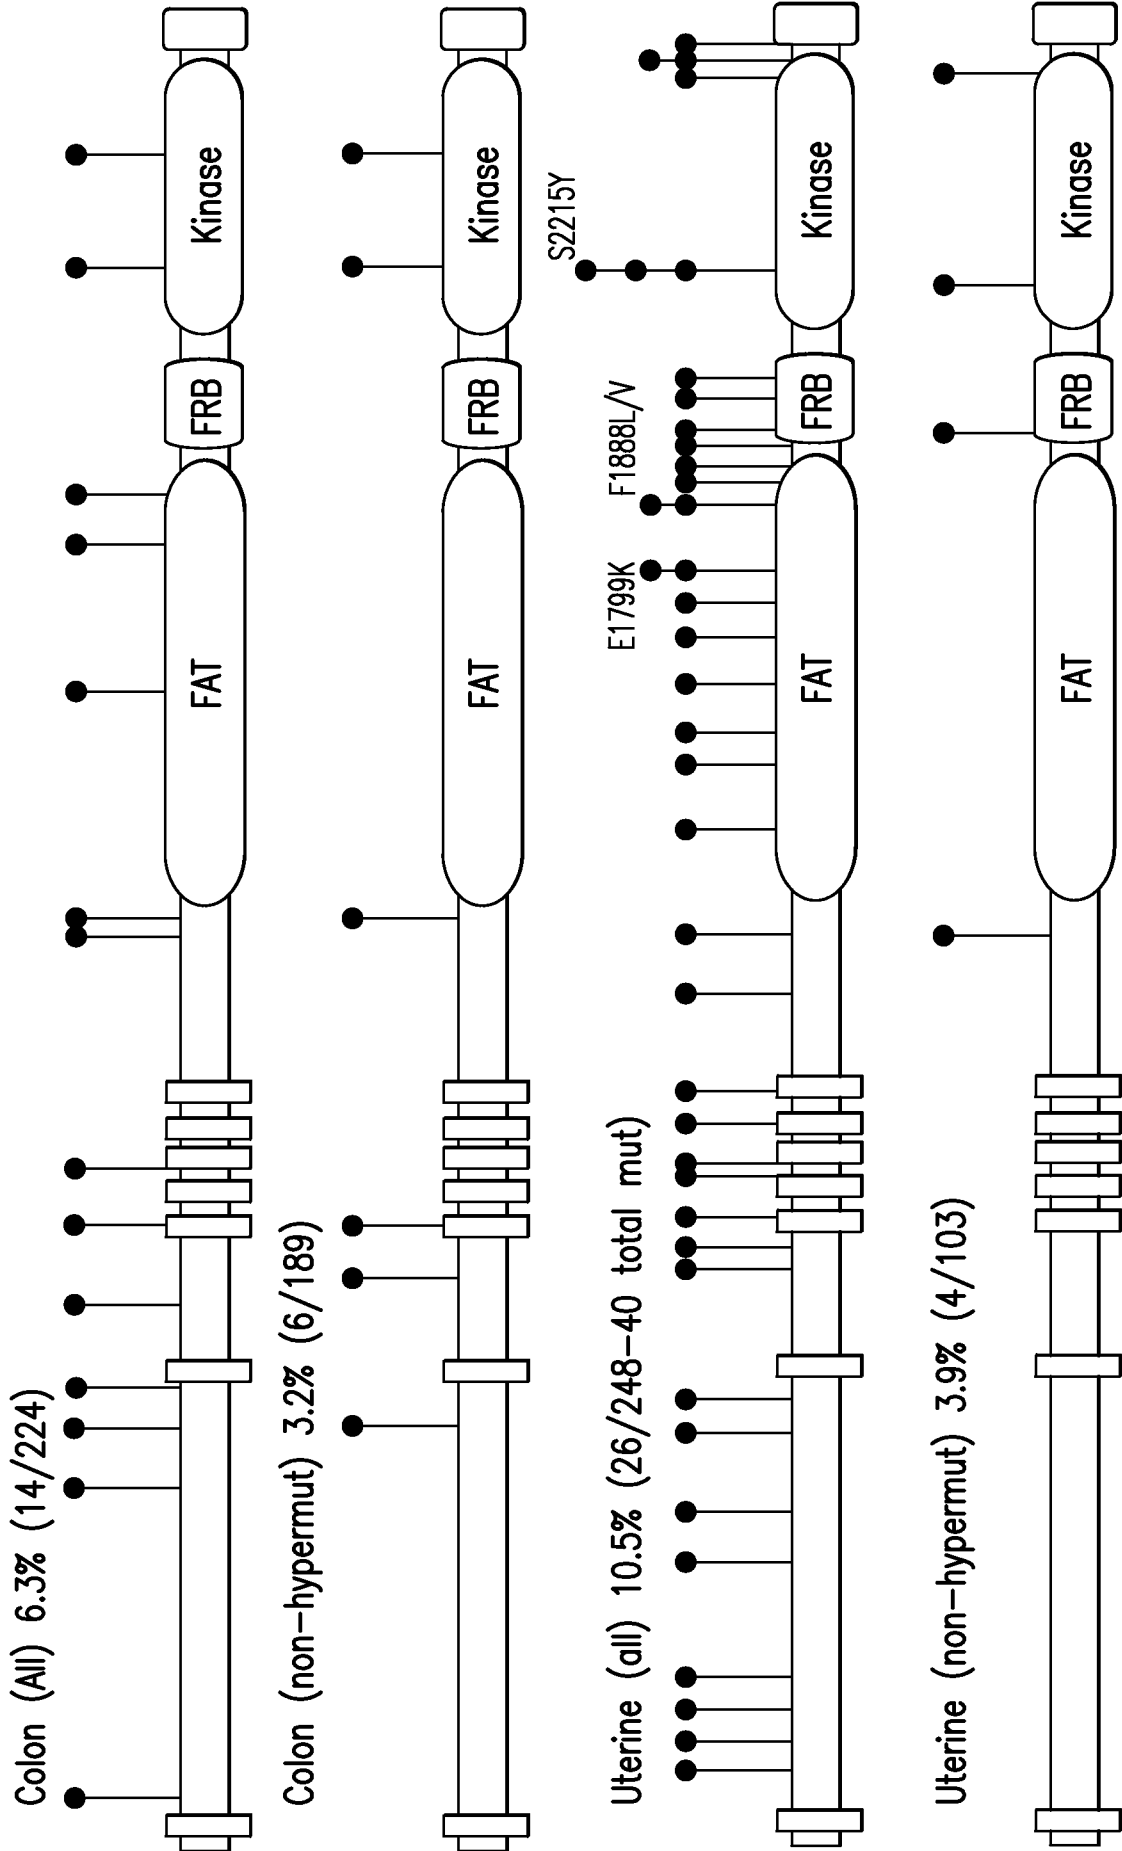 Colon (All) 6.3% (14/224)
FAT
FRB
Kinase
Colon (non-hypermut) 3.2% (6/189)
FAT
FRB
Kinase
Uterine (all) 10.5% (26/248-40 total mut)
E1799K
F1888L/V
S2215Y
FAT
FRB
Kinase
Uterine (non-hypermut) 3.9% (4/103)
FAT
FRB
Kinase